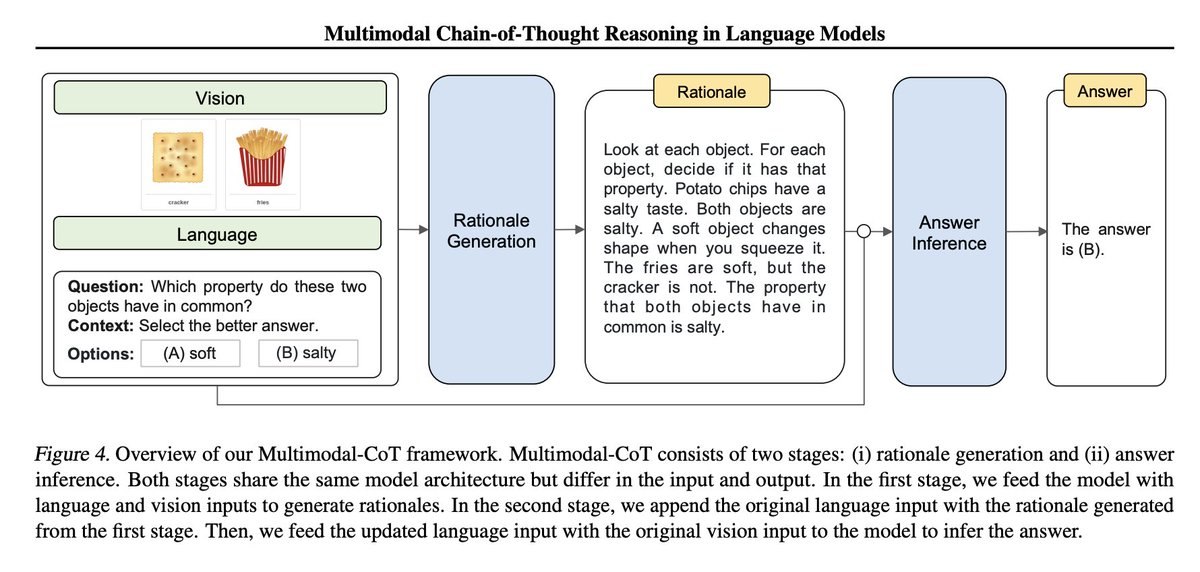 Multimodal Chain-of-Thought Reasoning in Language Models
Vision
cracker
fries
Language
Question: Which property do these two
objects have in common?
Context: Select the better answer.
Options:
(A) soft
(B) salty
Rationale
Generation
Rationale
Look at each object. For each
object, decide if it has that
property. Potato chips have a
salty taste. Both objects are
salty. A soft object changes
shape when you squeeze it.
The fries are soft, but the
cracker is not. The property
that both objects have in
common is salty.
Answer
Inference
Answer
The answer
is (B).
Figure 4. Overview of our Multimodal-CoT framework. Multimodal-CoT consists of two stages: (i) rationale generation and (ii) answer
inference. Both stages share the same model architecture but differ in the input and output. In the first stage, we feed the model with
language and vision inputs to generate rationales. In the second stage, we append the original language input with the rationale generated
from the first stage. Then, we feed the updated language input with the original vision input to the model to infer the answer.